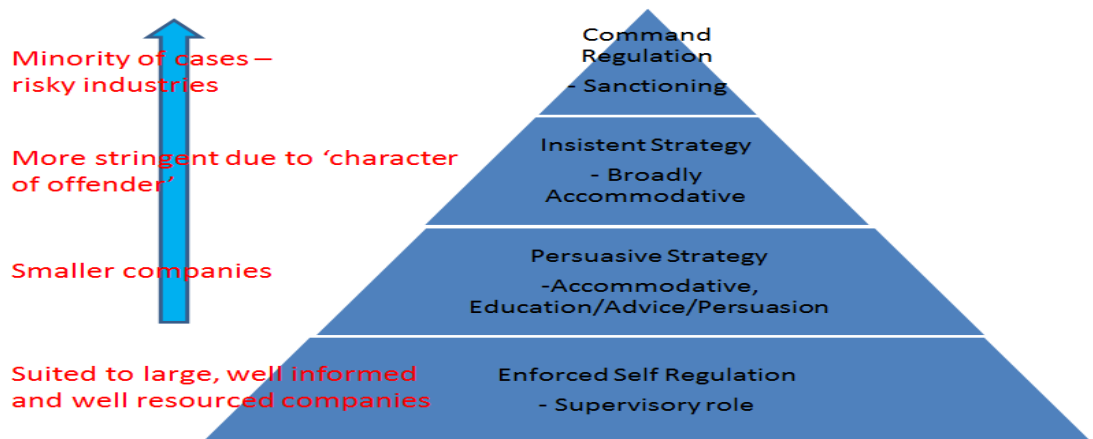 Minority of cases –
risky industries
Command
Regulation
- Sanctioning
More stringent due to ‘character
of offender’
Insistent Strategy
- Broadly
Accommodative
Smaller companies
Persuasive Strategy
-Accommodative,
Education/Advice/Persuasion
Suited to large, well informed
and well resourced companies
Enforced Self Regulation
- Supervisory role